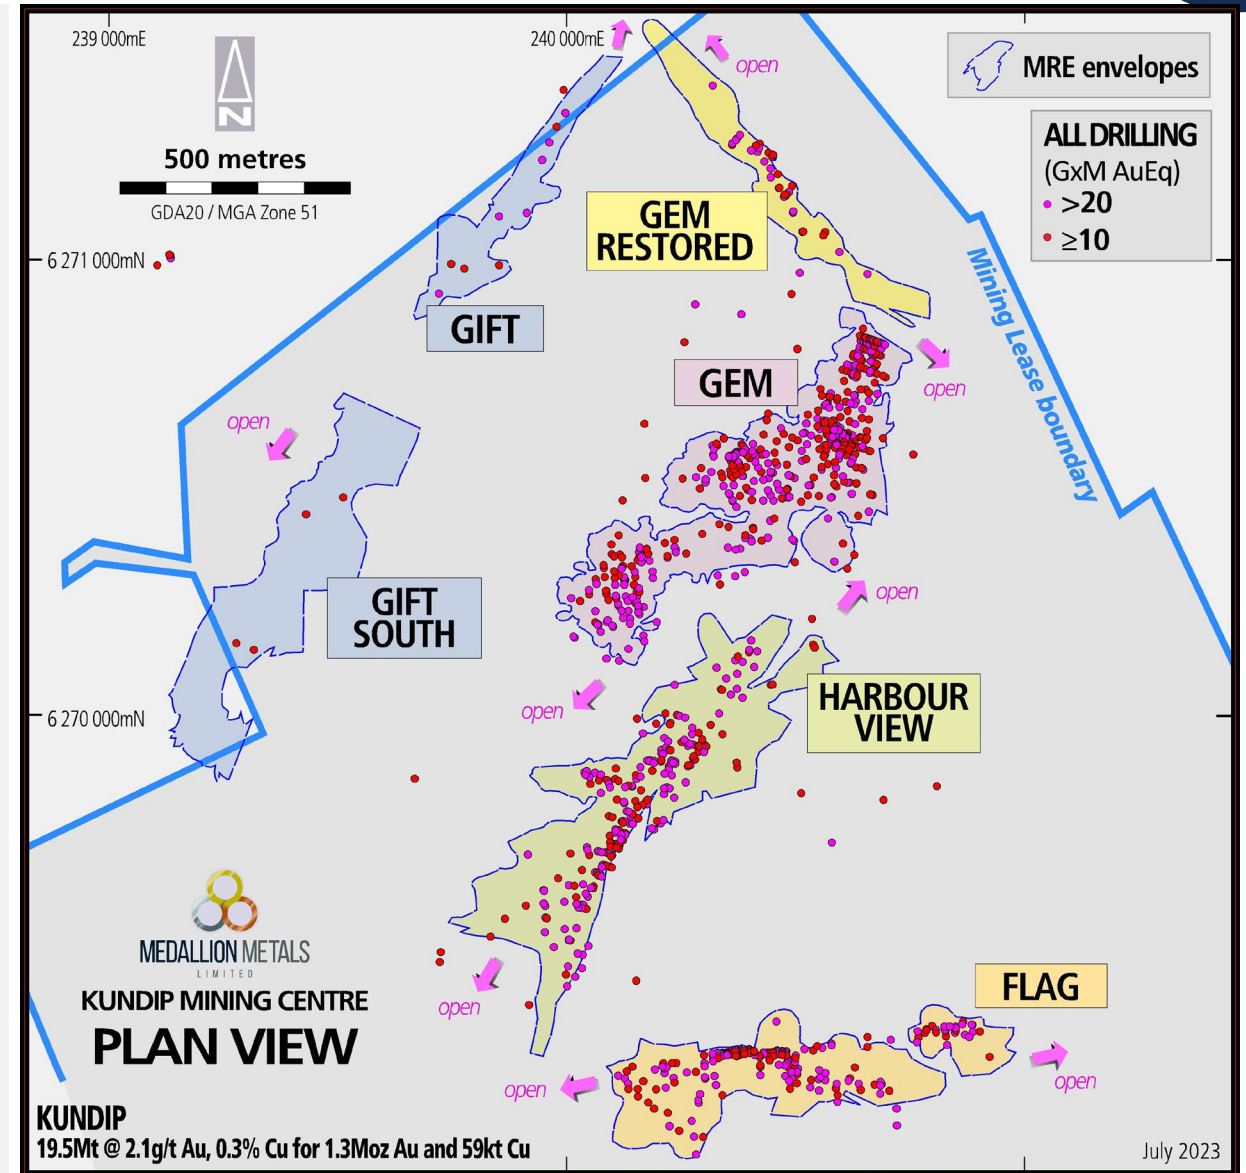 239 000mE
240 000mE
open
MRE envelopes
N
500 metres
GDA20 / MGA Zone 51
ALL DRILLING
(GxM AuEq)
>20
≥10
GEM
RESTORED
6 271 000mN
GIFT
Mining Lease boundary
GEM
open
open
GIFT
SOUTH
open
HARBOUR
VIEW
open
6 270 000mN
MEDALLION METALS
LIMITED
KUNDIP MINING CENTRE
PLAN VIEW
open
FLAG
open
open
KUNDIP
19.5Mt @ 2.1g/t Au, 0.3% Cu for 1.3Moz Au and 59kt Cu
July 2023